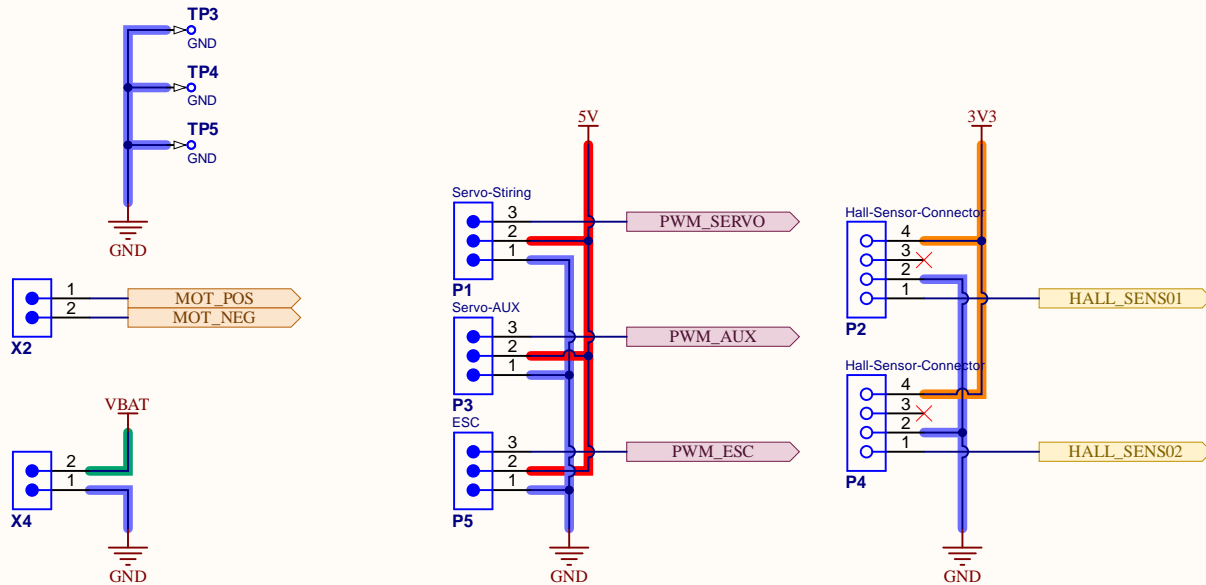 TP3
GND
TP4
GND
TP5
GND
GND
1
MOT_POS
2
MOT_NEG
X2
VBAT
2
1
X4
GND
5V
Servo-Stiring
3
PWM_SERVO
2
1
P1
Servo-AUX
3
PWM_AUX
2
1
P3
ESC
3
PWM_ESC
2
1
P5
GND
3V3
Hall-Sensor-Connector
4
3
2
1
HALL_SENS01
P2
Hall-Sensor-Connector
4
3
2
1
HALL_SENS02
P4
GND